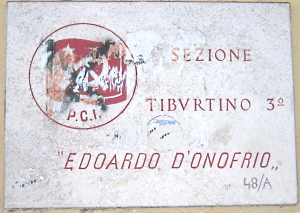 SEZIONE
TIBVRTINO 3º
P.C.I.
"EDOARDO D'ONOFRIO„
48/A